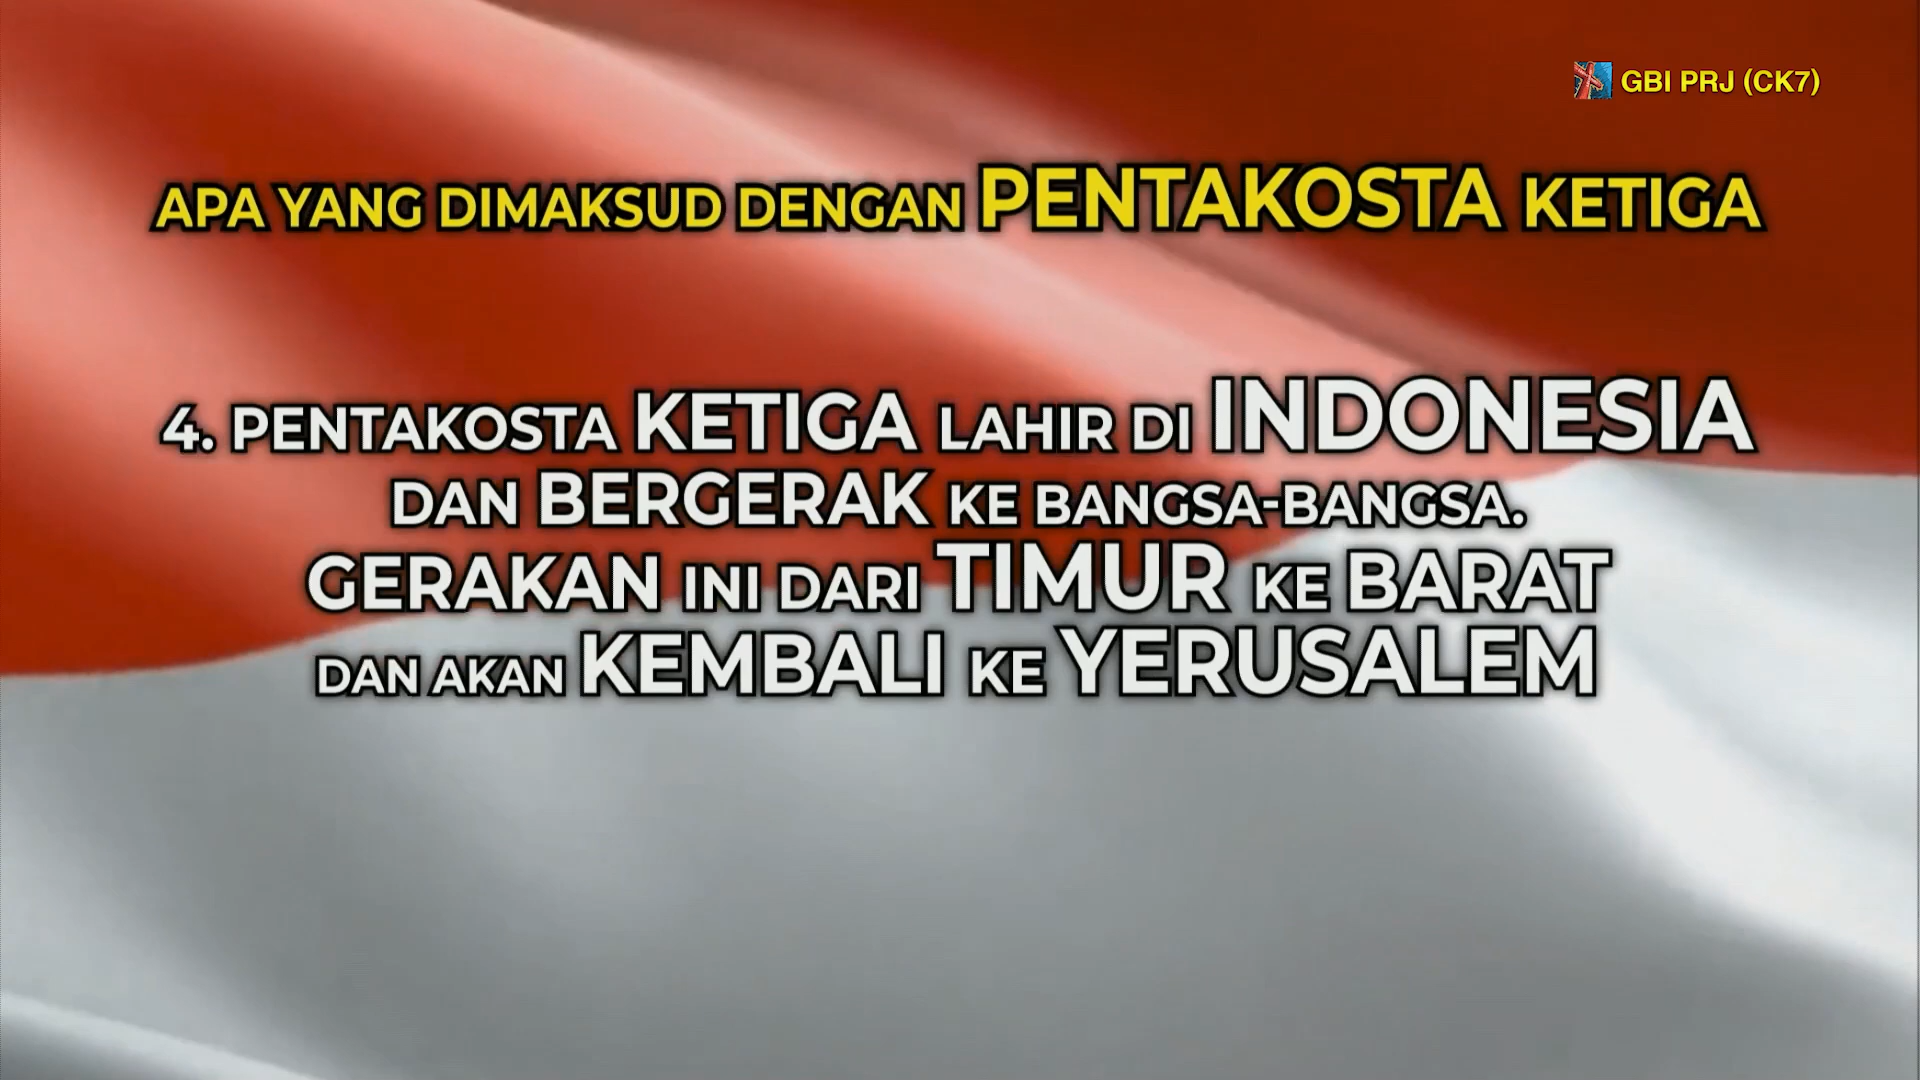 GBI PRJ (CK7)
APA YANG DIMAKSUD DENGAN PENTAKOSTA KETIGA
4. PENTAKOSTA KETIGA LAHIR DI INDONESIA
DAN BERGERAK KE BANGSA-BANGSA.
GERAKAN INI DARI TIMUR KE BARAT
DAN AKAN KEMBALI KE YERUSALEM